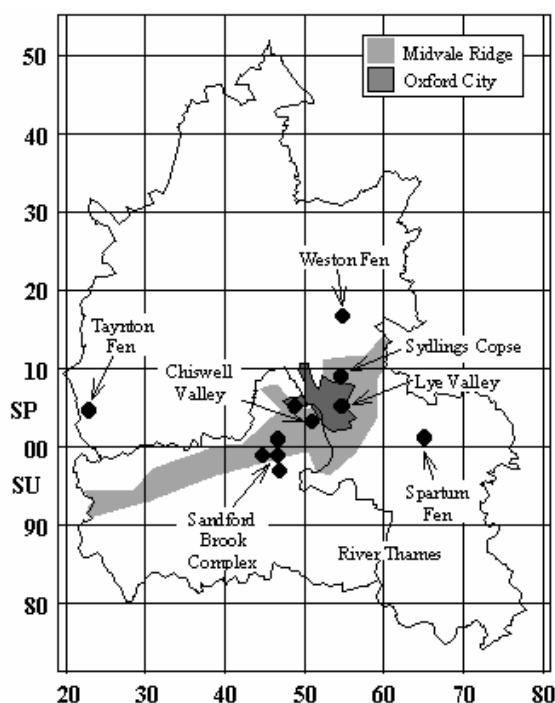 50
Midvale Ridge
Oxford City
40
30
Weston Fen
20
Taynton
Fen
Sydlings Copse
10
Chiswell
Valley
Lye Valley
SP
00
SU
Spartum
Fen
Sandford
Brook
Complex
90
River Thames
80
20 30 40 50 60 70 80